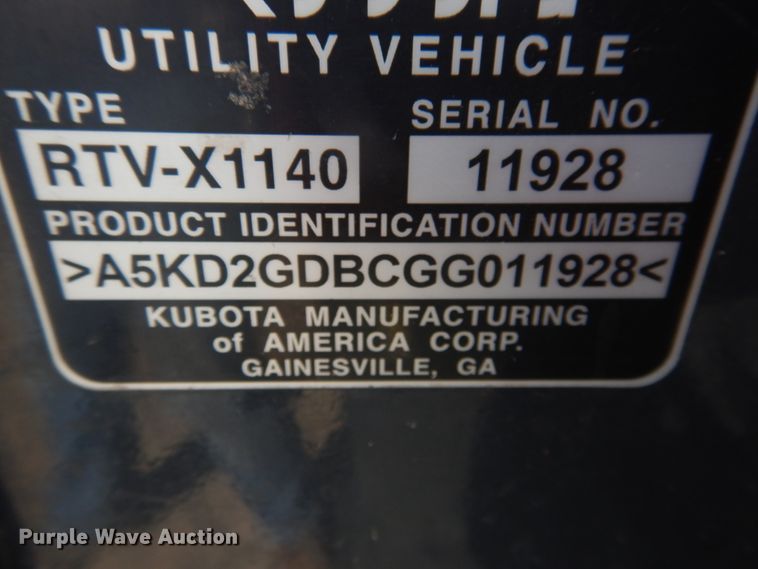 UTILITY VEHICLE
TYPE SERIAL NO.
RTV-X1140 11928
PRODUCT IDENTIFICATION NUMBER
>A5KD2GDBCGG011928<
KUBOTA MANUFACTURING
of AMERICA CORP.
GAINESVILLE, GA
Purple Wave Auction